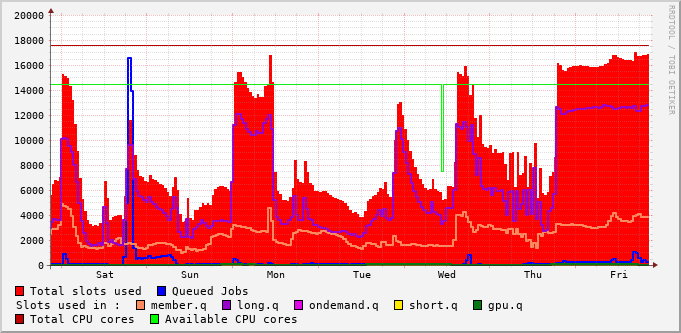 20000
18000
16000
14000
12000
10000
8000
6000
4000
2000
0
Sat Sun Mon Tue Wed Thu Fri
RRDTOOL / TOBI OETIKER
Total slots used Queued Jobs
Slots used in : member.q long.q ondemand.q short.q gpu.q
Total CPU cores Available CPU cores